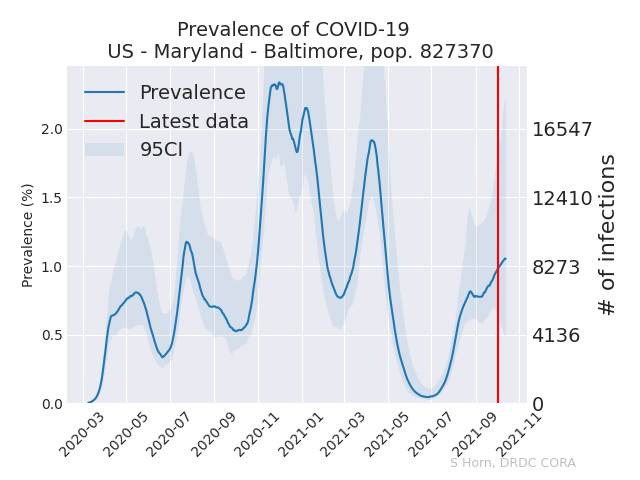 Prevalence of COVID-19
US - Maryland - Baltimore, pop. 827370
Prevalence
Latest data
95CI
Prevalence (%)
2.0
1.5
1.0
0.5
0.0
16547
12410
8273
4136
0
# of infections
2020-03
2020-05
2020-07
2020-09
2020-11
2021-01
2021-03
2021-05
2021-07
2021-09
2021-11
S Horn, DRDC CORA